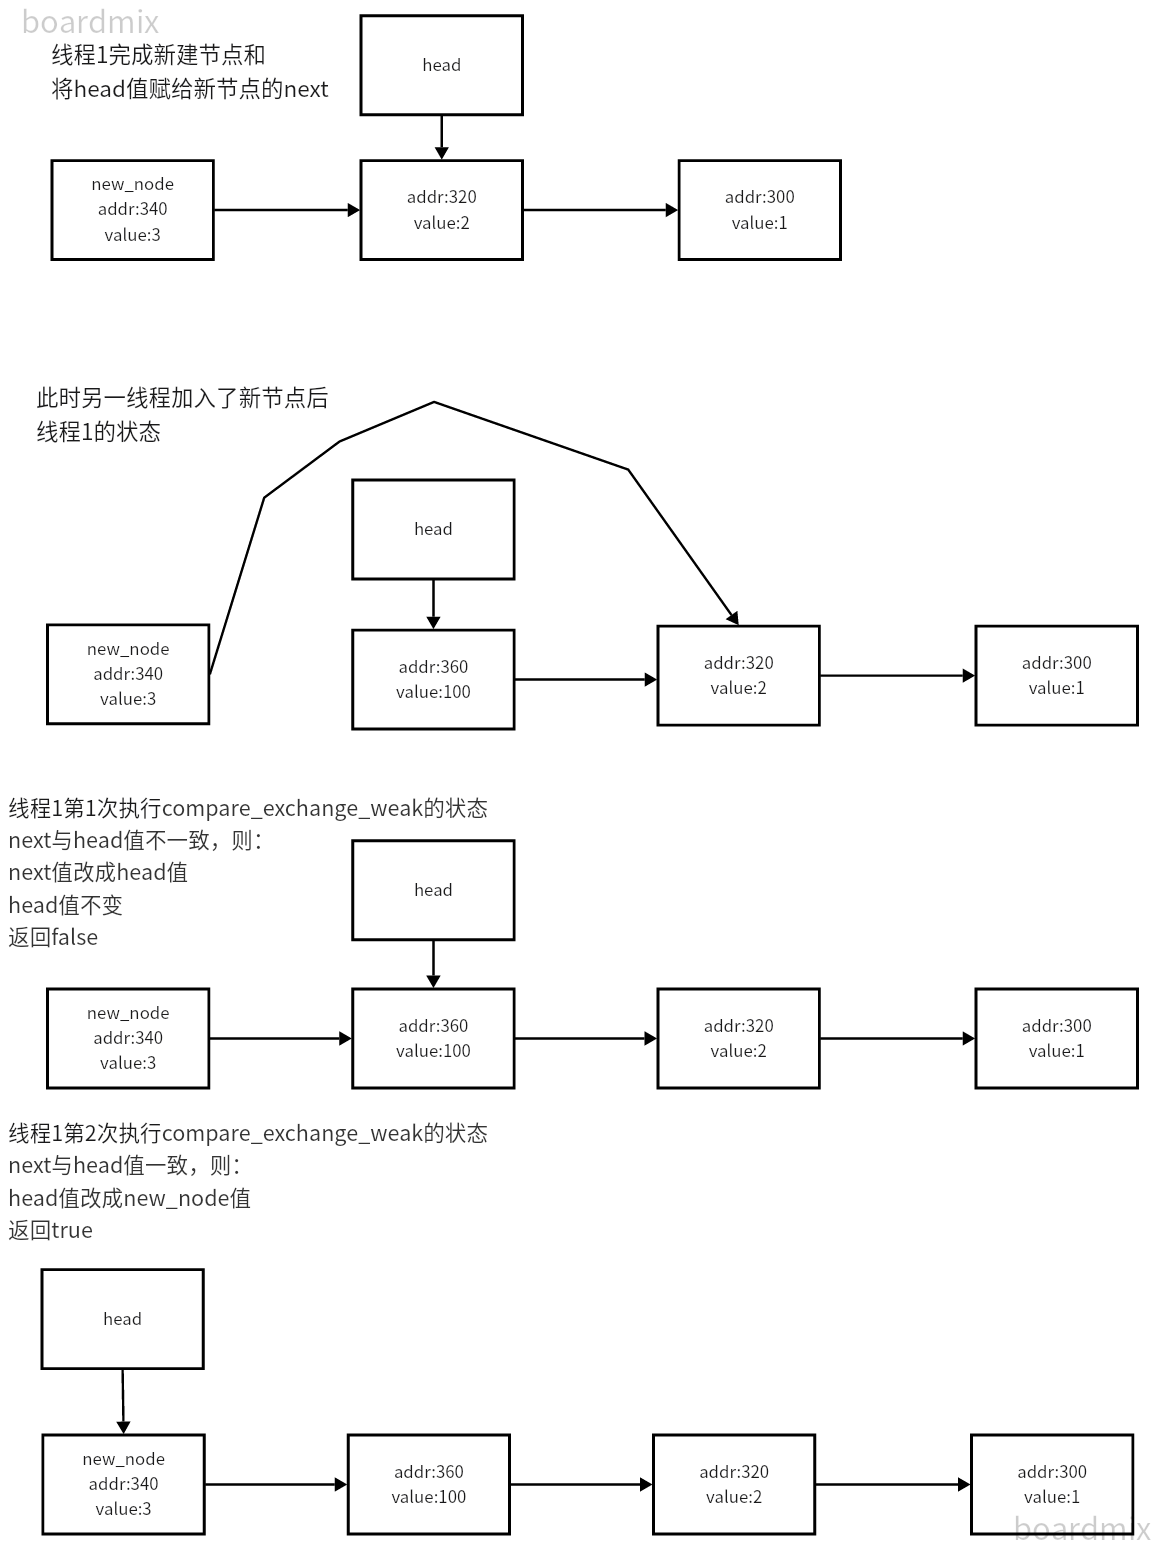 boardmix
线程1完成新建节点和
将head值赋给新节点的next
head
new_node
addr:340
value:3
addr:320
value:2
addr:300
value:1
此时另一线程加入了新节点后
线程1的状态
head
new_node
addr:340
value:3
addr:360
value:100
addr:320
value:2
addr:300
value:1
线程1第1次执行compare_exchange_weak的状态
next与head值不一致，则：
next值改成head值
head值不变
返回false
head
new_node
addr:340
value:3
addr:360
value:100
addr:320
value:2
addr:300
value:1
线程1第2次执行compare_exchange_weak的状态
next与head值一致，则：
head值改成new_node值
返回true
head
new_node
addr:340
value:3
addr:360
value:100
addr:320
value:2
addr:300
value:1
boardmix